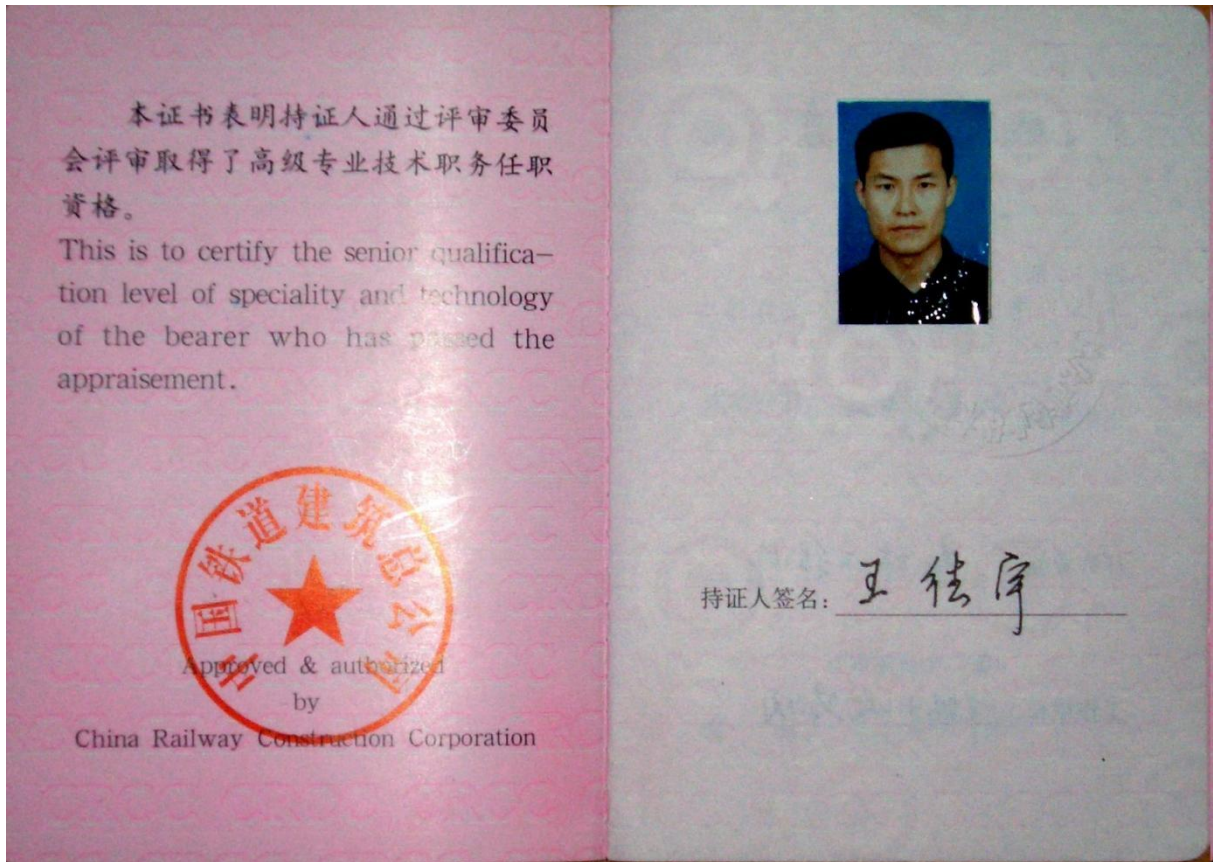 本证书表明持证人通过评审委员
会评审取得了高级专业技术职务任职
资格。
This is to certify the senior qualifica—
tion level of speciality and technology
of the bearer who has passed the
appraisement.
中国铁道建筑总公司
Approved & authorized
by
China Railway Construction Corporation
持证人签名：王 佳 宇